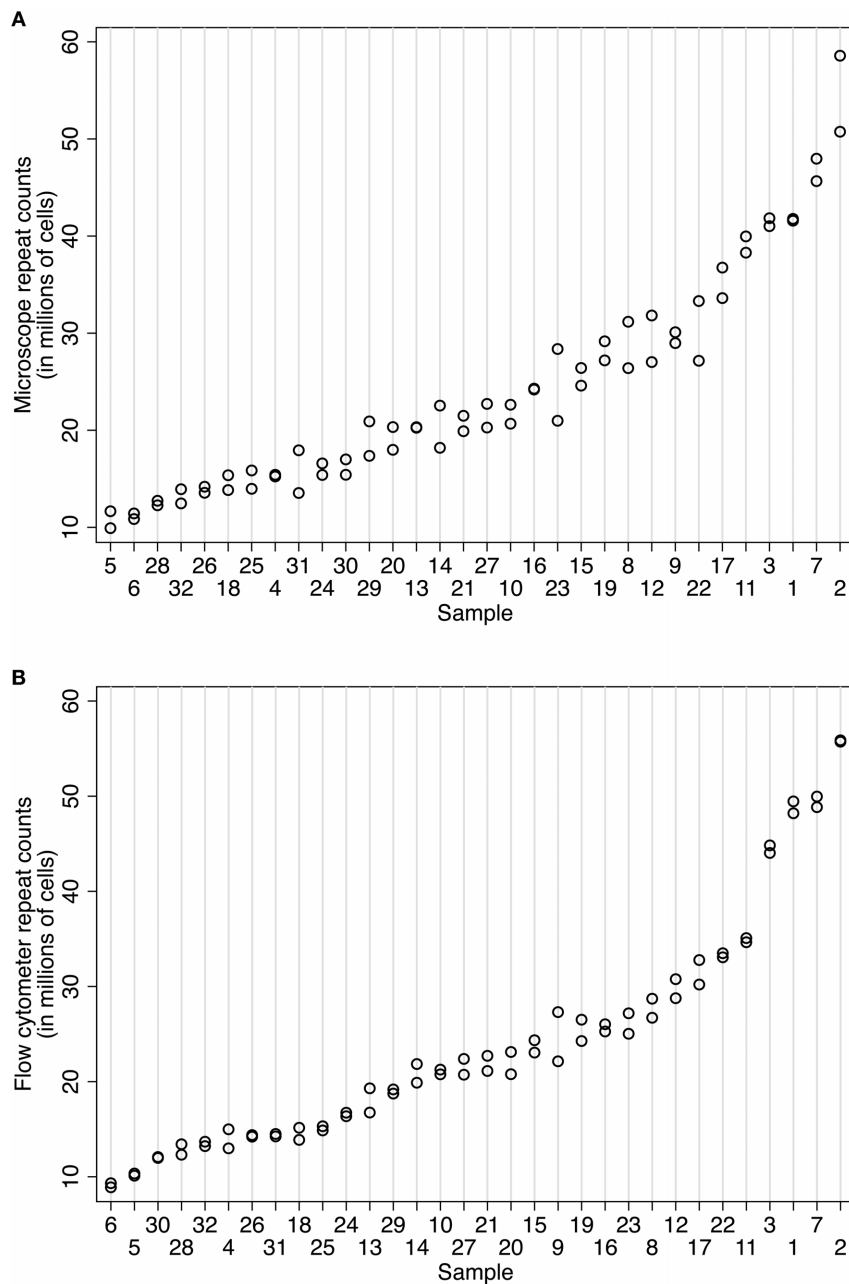 A
Microscope repeat counts
(in millions of cells)
60
50
40
30
20
10
5 28 26 25 31 30 20 14 27 16 15 8 9 17 3 7
6 32 18 4 24 29 13 21 10 23 19 12 22 11 1 2
Sample
B
Flow cytometer repeat counts
(in millions of cells)
60
50
40
30
20
10
6 30 32 26 18 24 29 10 21 15 19 23 12 22 3 7
5 28 4 31 25 13 14 27 20 9 16 8 17 11 1 2
Sample